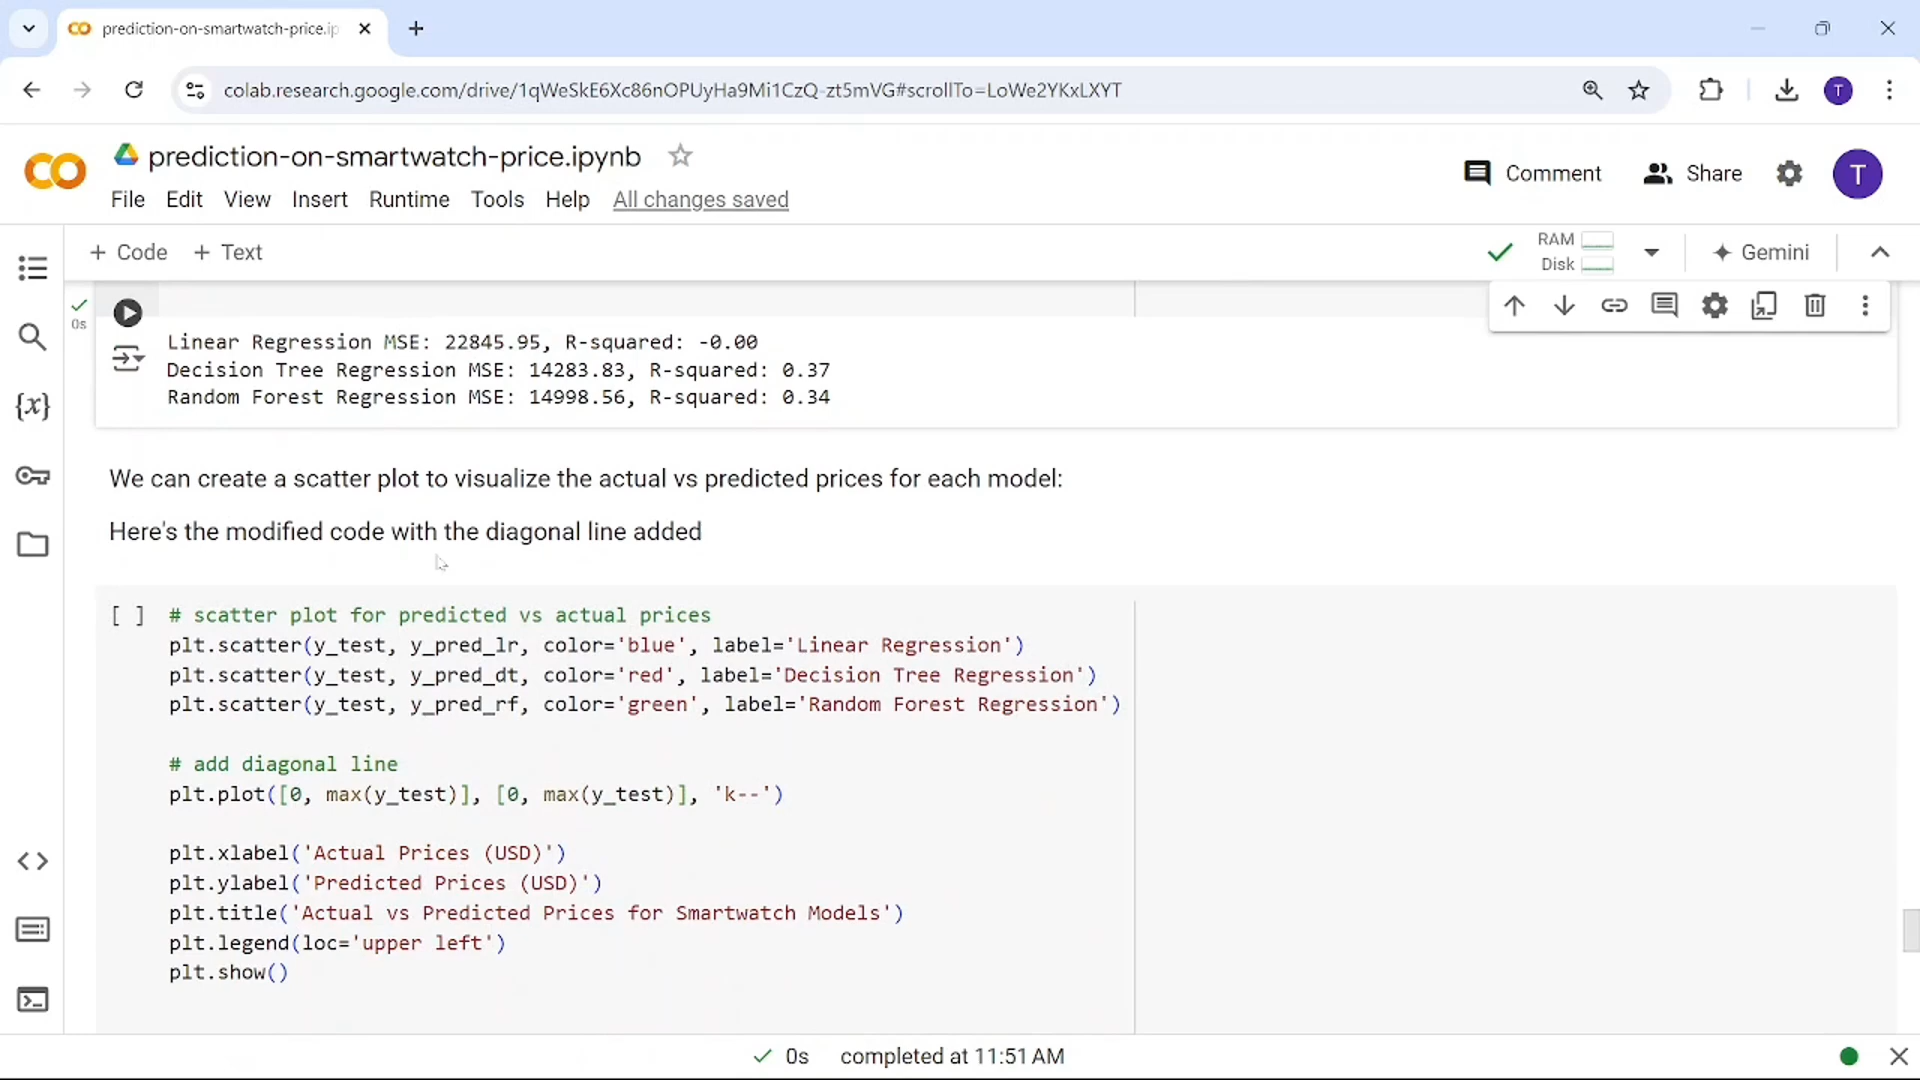 prediction-on-smartwatch-price.ip
colab.research.google.com/drive/1qWeSkE6Xc86nOPUyHa9Mi1CzQ-zt5mVG#scrollTo=LoWe2YKxLXYT
T
prediction-on-smartwatch-price.ipynb
Comment
Share
T
File Edit View Insert Runtime Tools Help All changes saved
+ Code + Text
RAM
Disk
Gemini
0s
Linear Regression MSE: 22845.95, R-squared: -0.00
Decision Tree Regression MSE: 14283.83, R-squared: 0.37
Random Forest Regression MSE: 14998.56, R-squared: 0.34
We can create a scatter plot to visualize the actual vs predicted prices for each model:
Here's the modified code with the diagonal line added
[ ] # scatter plot for predicted vs actual prices
plt.scatter(y_test, y_pred_lr, color='blue', label='Linear Regression')
plt.scatter(y_test, y_pred_dt, color='red', label='Decision Tree Regression')
plt.scatter(y_test, y_pred_rf, color='green', label='Random Forest Regression')
# add diagonal line
plt.plot([0, max(y_test)], [0, max(y_test)], 'k--')
plt.xlabel('Actual Prices (USD)')
plt.ylabel('Predicted Prices (USD)')
plt.title('Actual vs Predicted Prices for Smartwatch Models')
plt.legend(loc='upper left')
plt.show()
0s completed at 11:51 AM